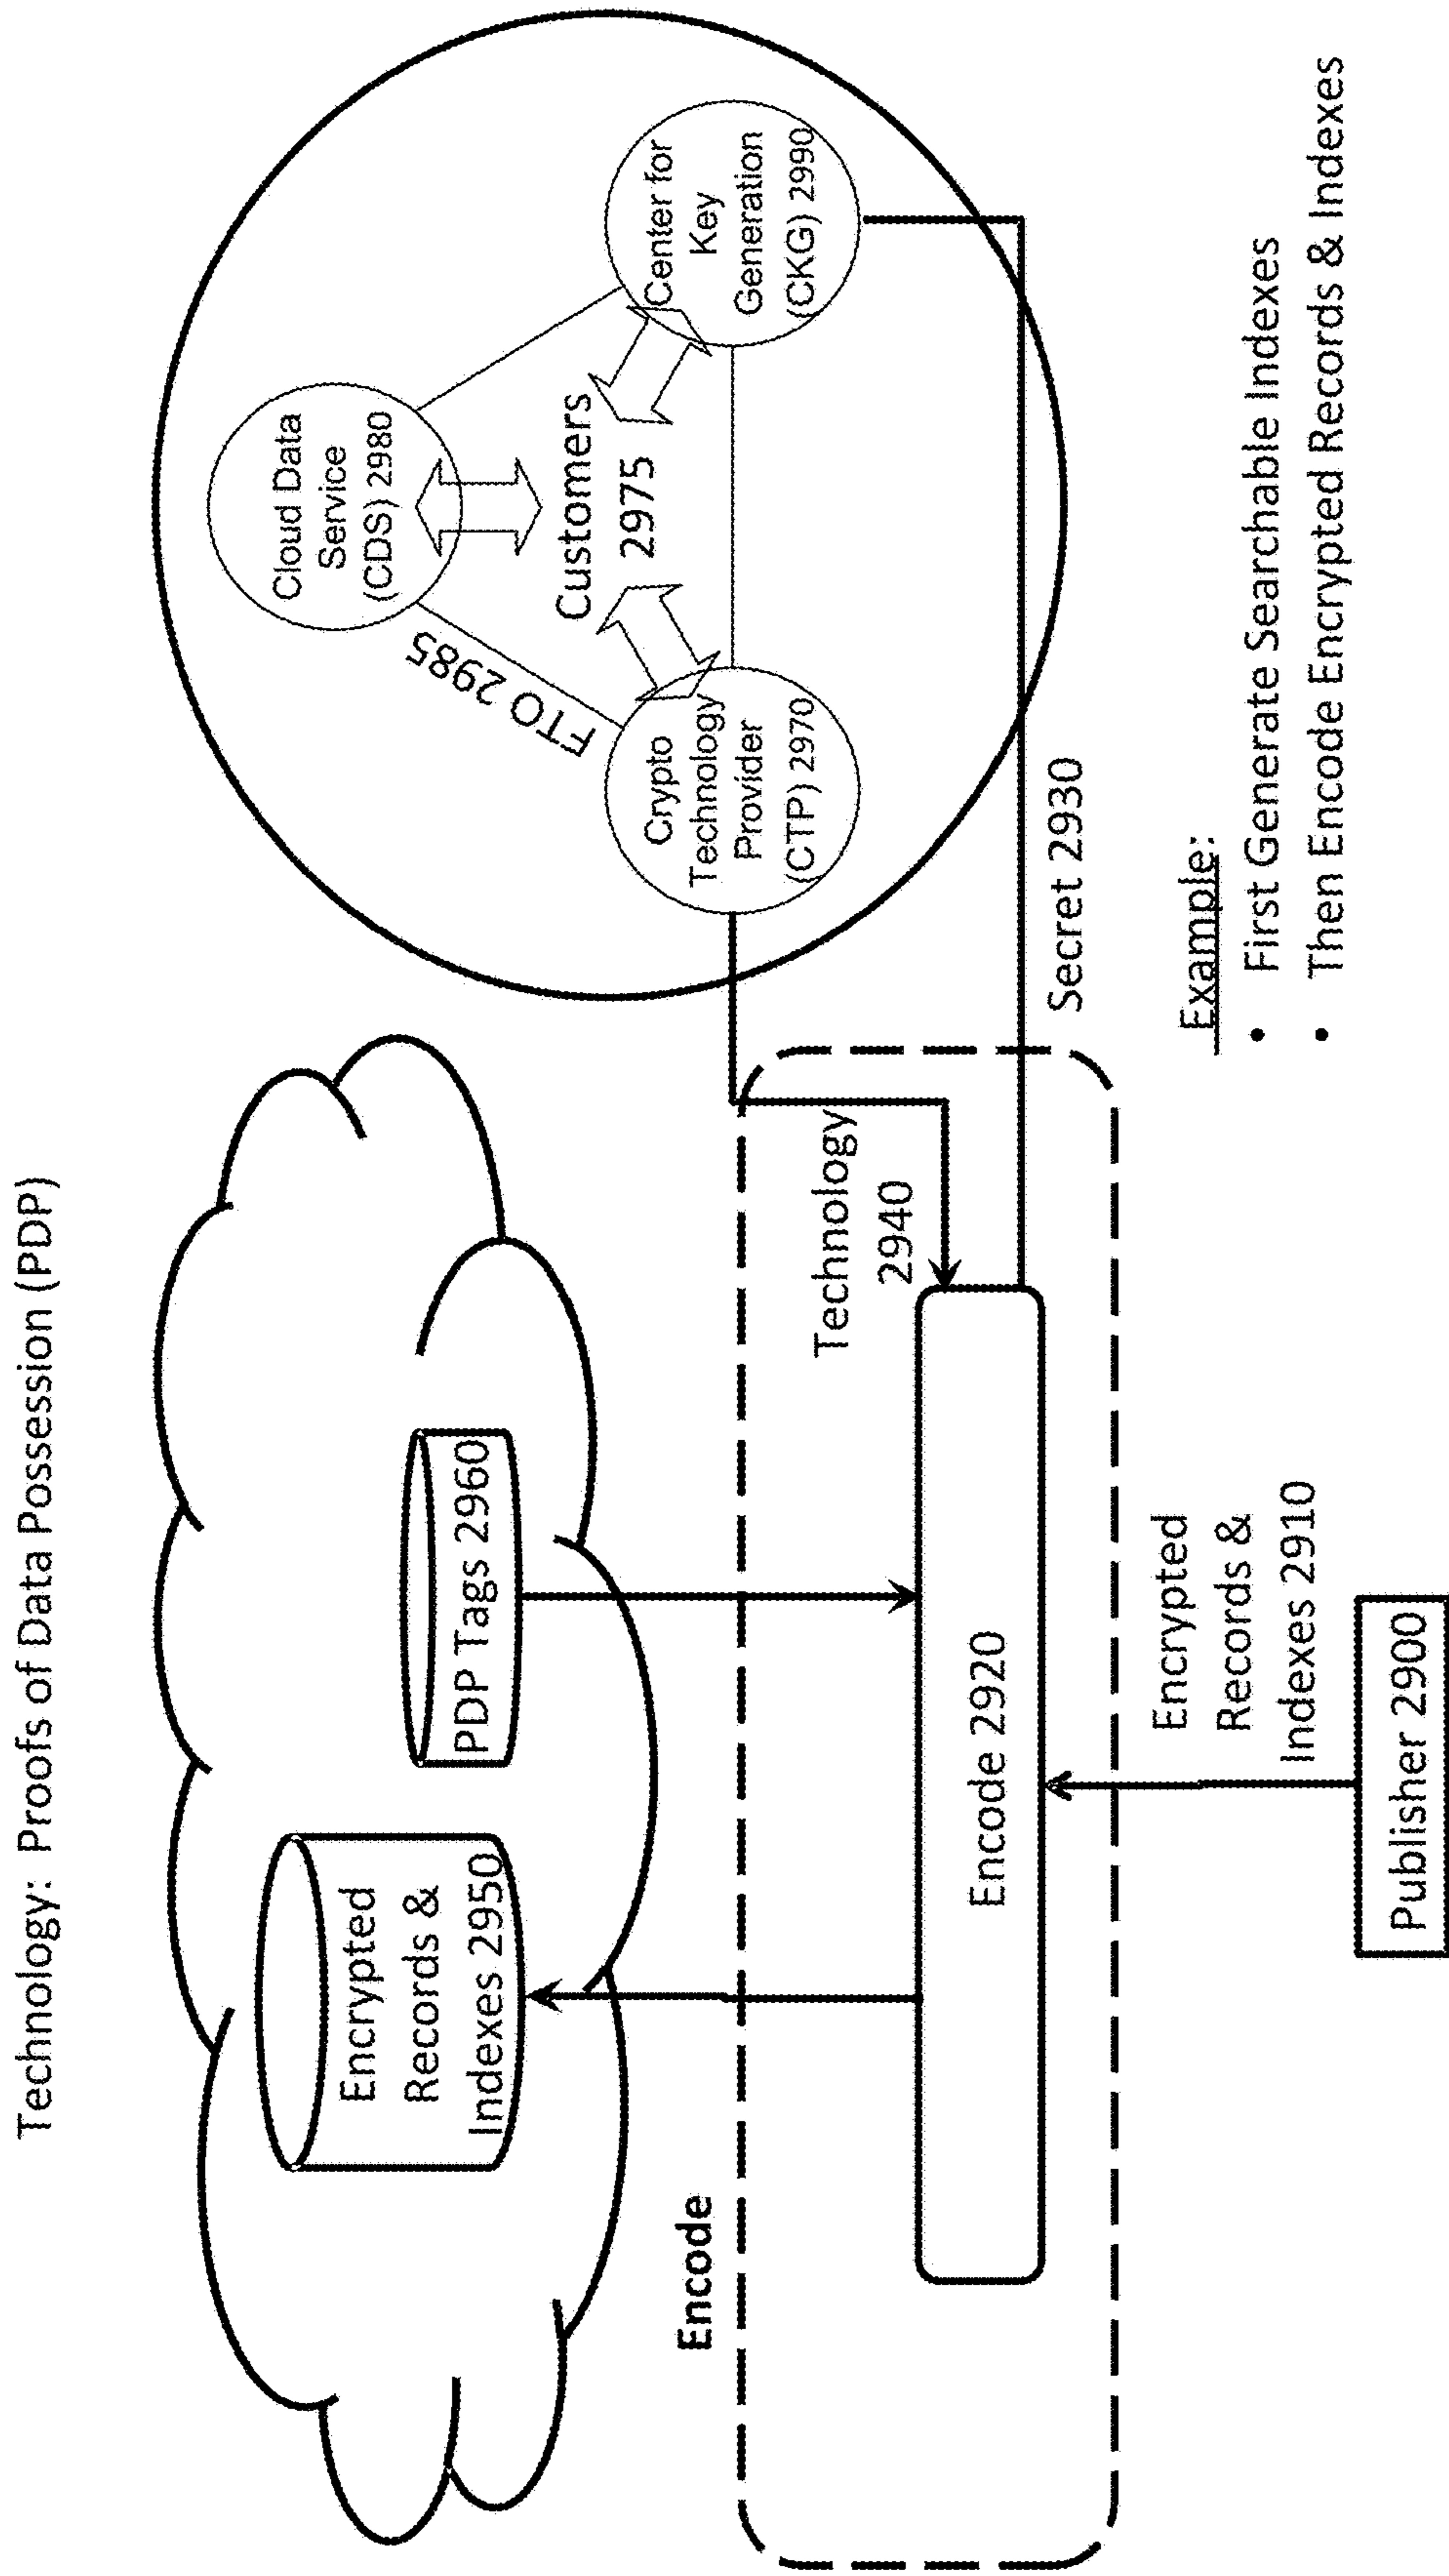 Technology: Proofs of Data Possession (PDP)
Encrypted
Records &
Indexes 2950
PDP Tags 2960
Cloud Data
Service
(CDS) 2980
FTO 2985
Customers
2975
Crypto
Technology
Provider
(CTP) 2970
Center for
Key
Generation
(CKG) 2990
Encode
Technology
2940
Encode 2920
Secret 2930
Encrypted
Records &
Indexes 2910
Publisher 2900
Example:
• First Generate Searchable Indexes
• Then Encode Encrypted Records & Indexes